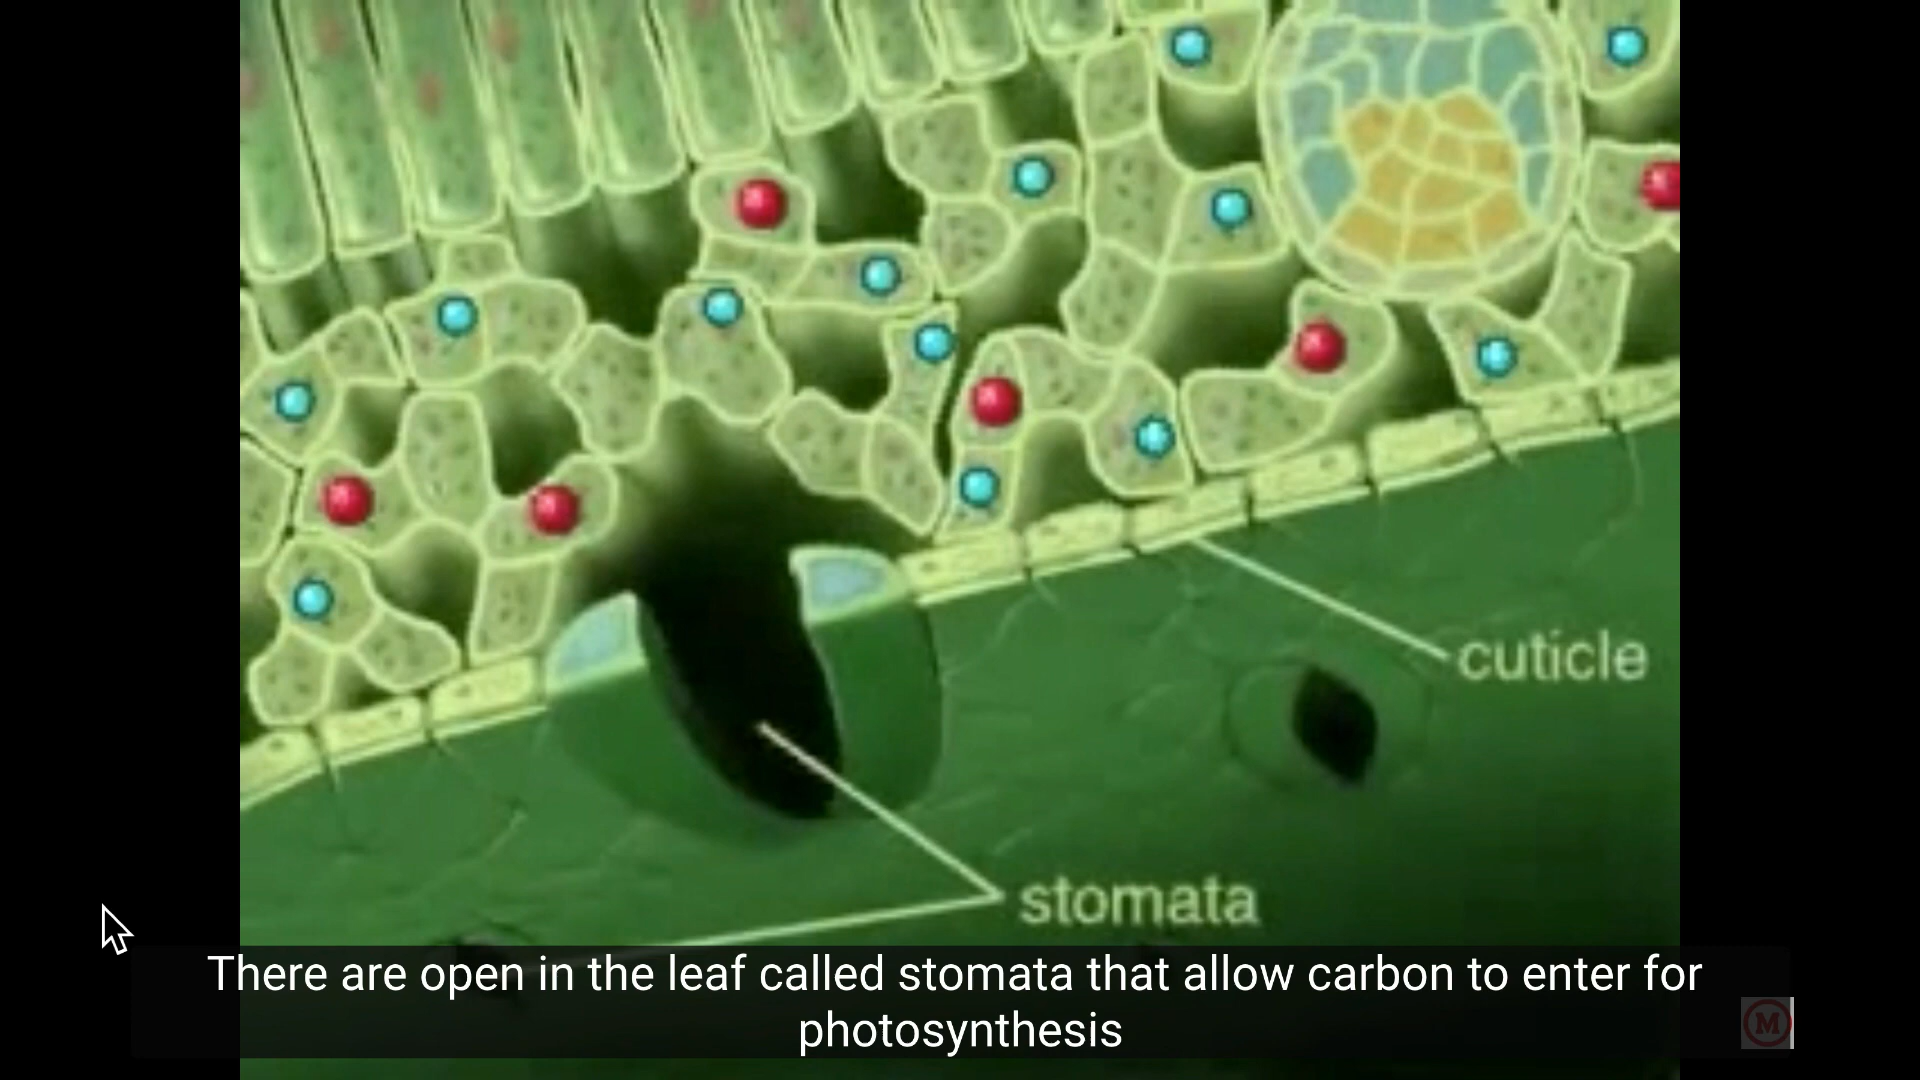 cuticle
stomata
There are open in the leaf called stomata that allow carbon to enter for
photosynthesis
M